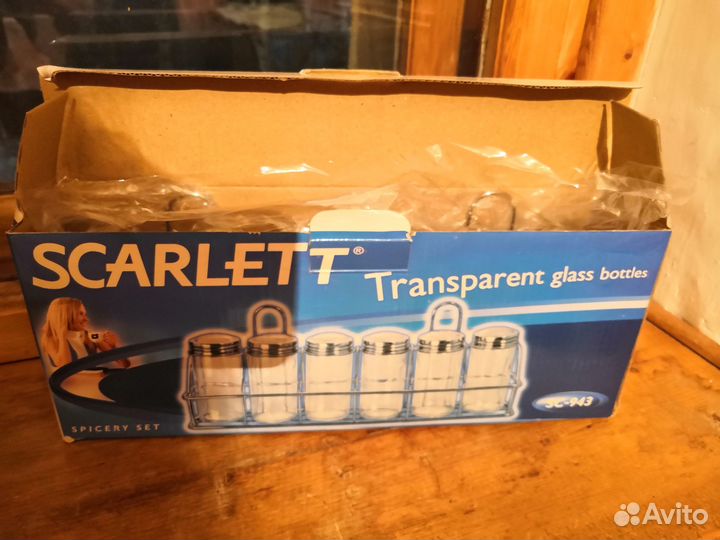 SCARLETT®
Transparent glass bottles
SC-943
SPICERY SET
Avito